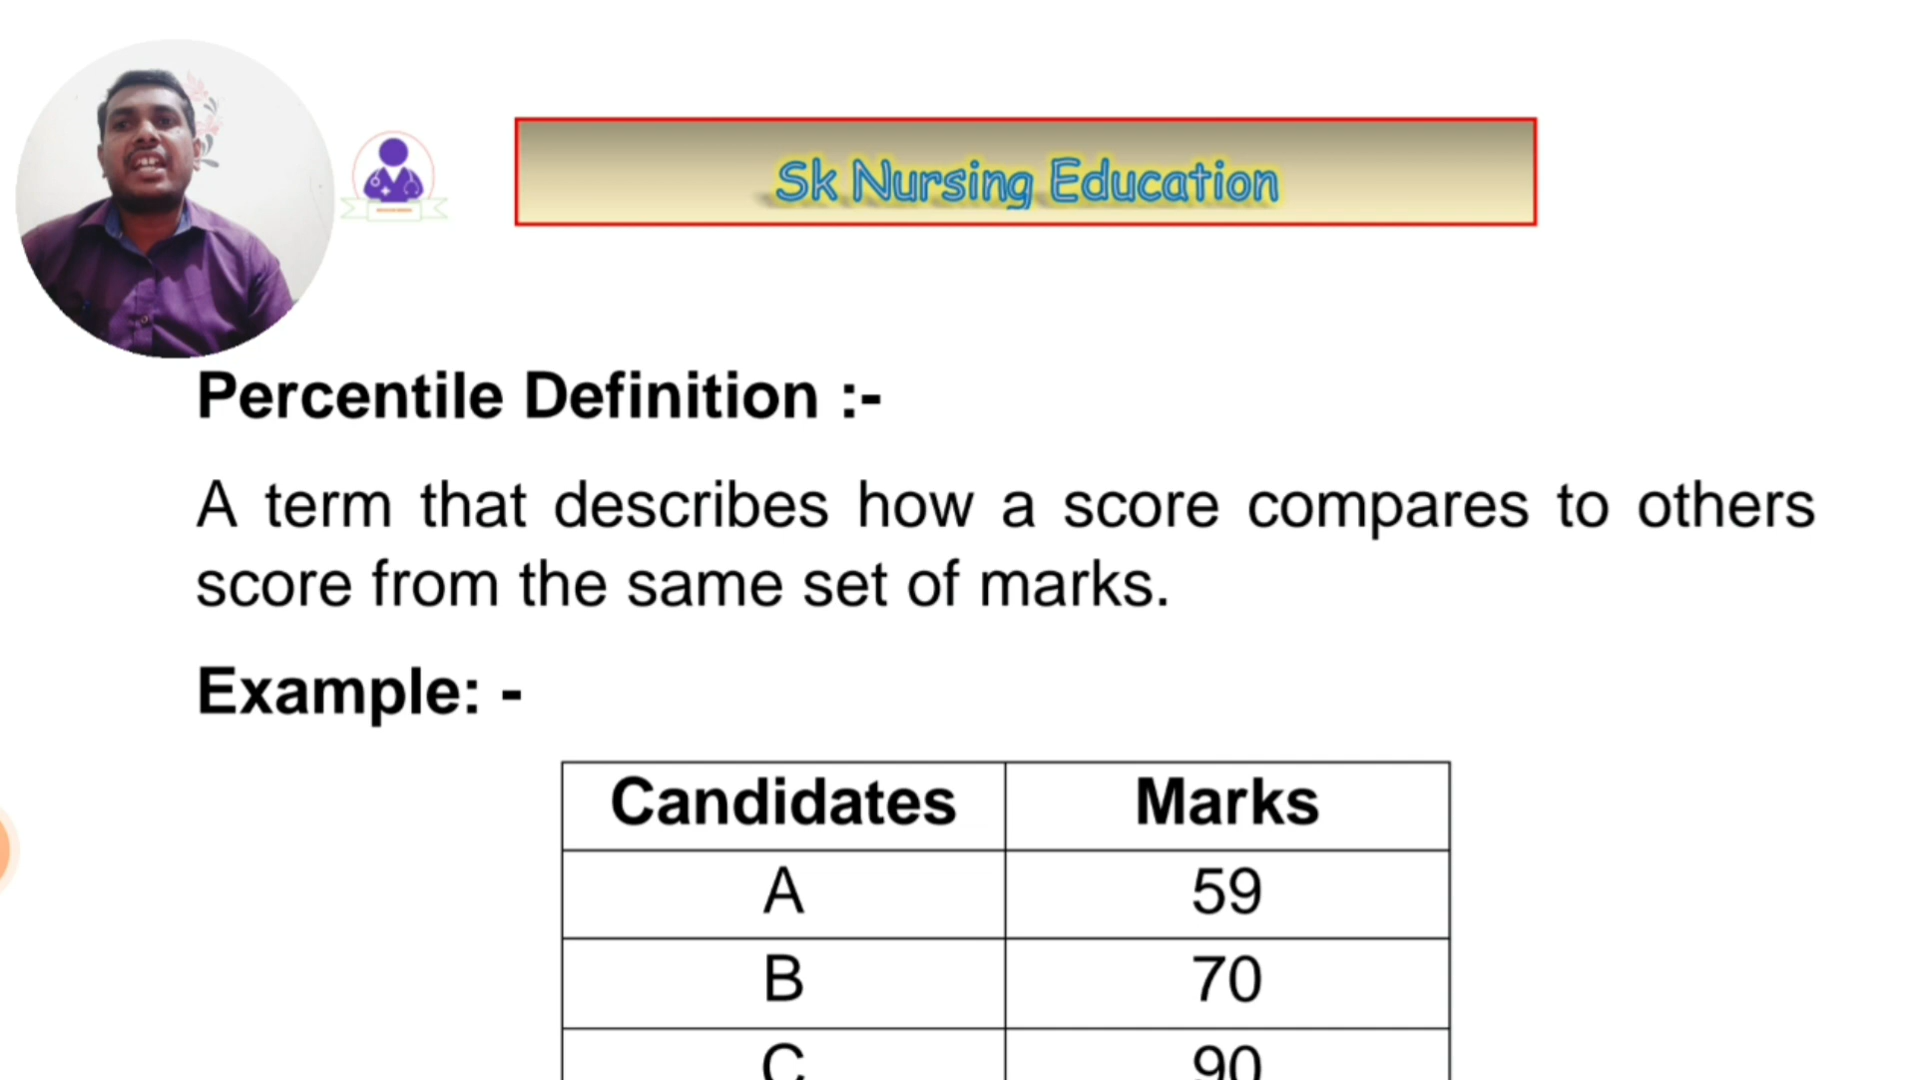 Sk Nursing Education
Percentile Definition :-
A term that describes how a score compares to others
score from the same set of marks.
Example: -
Candidates Marks
A 59
B 70
C 90